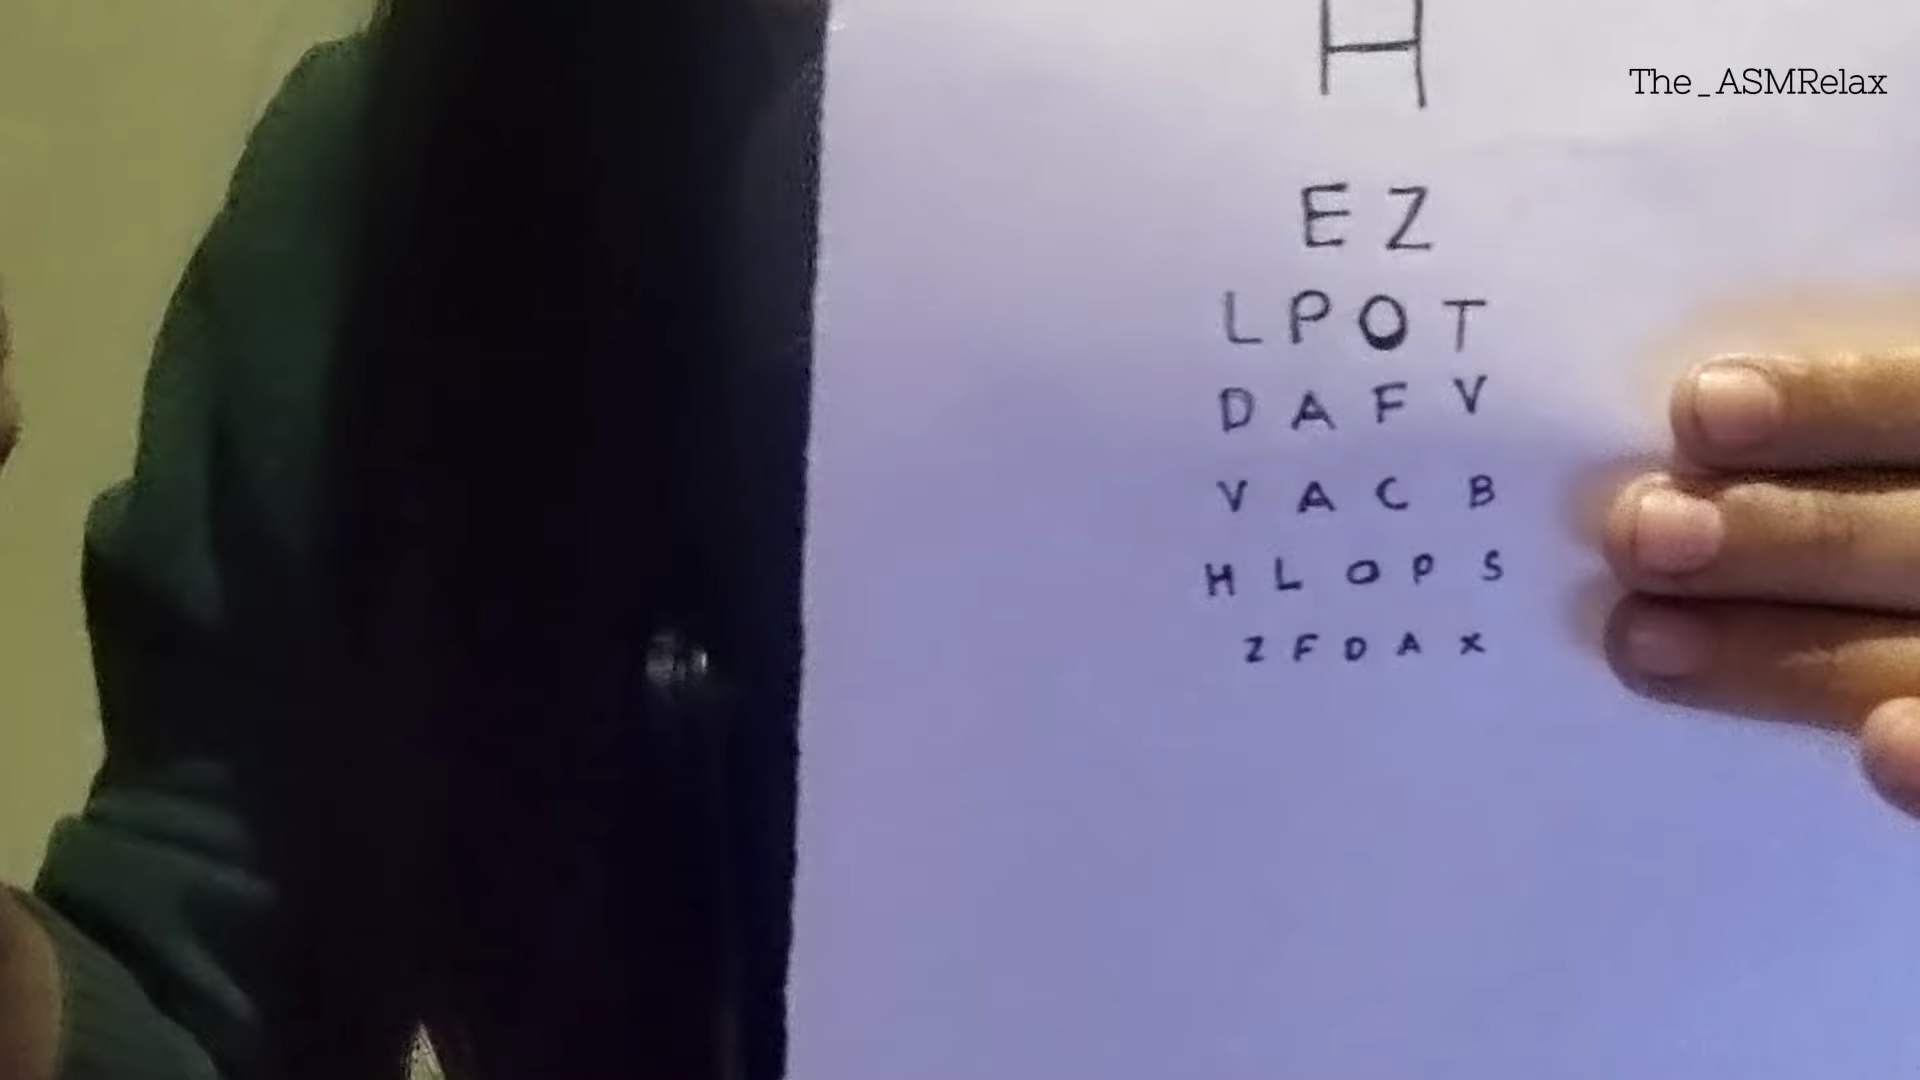 H
The_ASMRelax
E Z
L P O T
D A F V
V A C B
H L O P S
Z F D A X